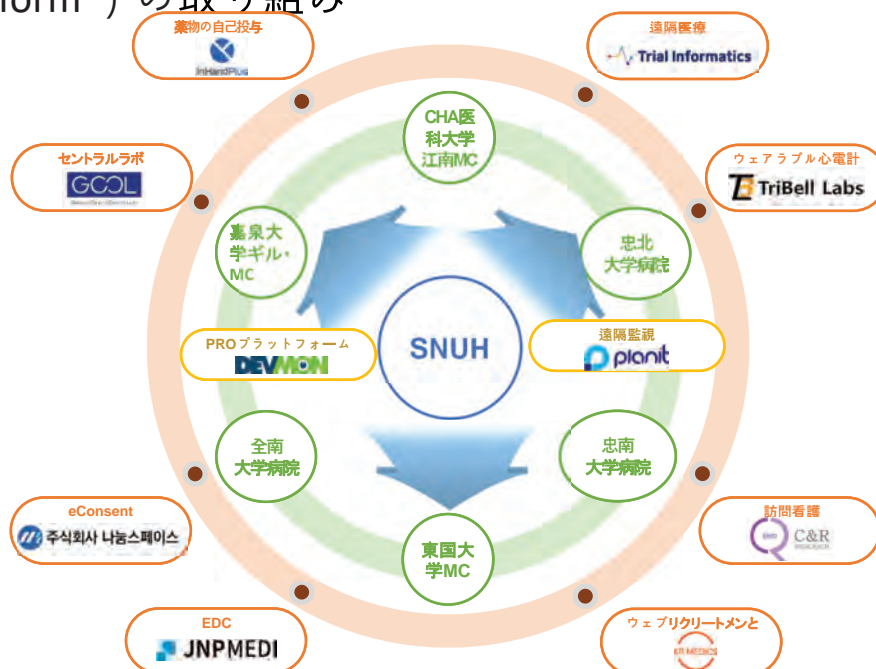 form")の取り組み
薬物の自己投与
InHandPlus
遠隔医療
Trial Informatics
セントラルラボ
GCCL
ウェアラブル心電計
TriBell Labs
CHA医
科大学
江南MC
嘉泉大
学ギル・
MC
忠北
大学病院
PROプラットフォーム
DEVMON
SNUH
遠隔監視
planit
全南
大学病院
忠南
大学病院
東国大
学MC
eConsent
주식회사 나눔스페이스
訪問看護
C&R
EDC
JNPMEDI
ウェブリクリートメンと